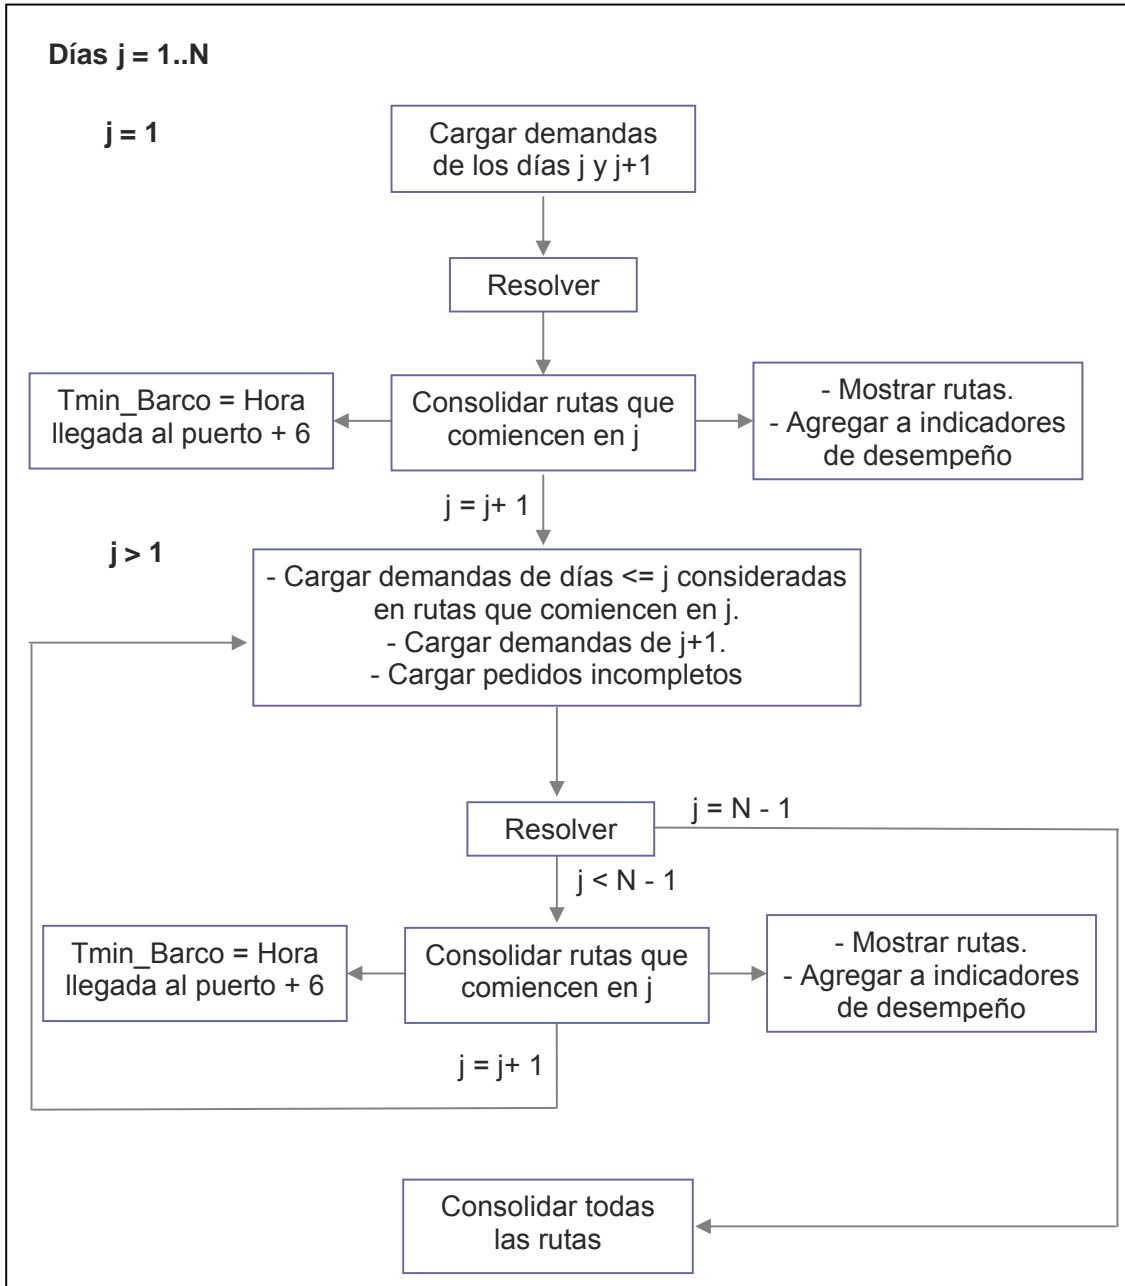 Días j = 1..N
j = 1
Cargar demandas
de los días j y j+1
Resolver
Tmin_Barco = Hora
llegada al puerto + 6
Consolidar rutas que
comiencen en j
- Mostrar rutas.
- Agregar a indicadores
de desempeño
j = j+ 1
j > 1
- Cargar demandas de días <= j consideradas
en rutas que comiencen en j.
- Cargar demandas de j+1.
- Cargar pedidos incompletos
Resolver
j = N - 1
j < N - 1
Tmin_Barco = Hora
llegada al puerto + 6
Consolidar rutas que
comiencen en j
- Mostrar rutas.
- Agregar a indicadores
de desempeño
j = j+ 1
Consolidar todas
las rutas